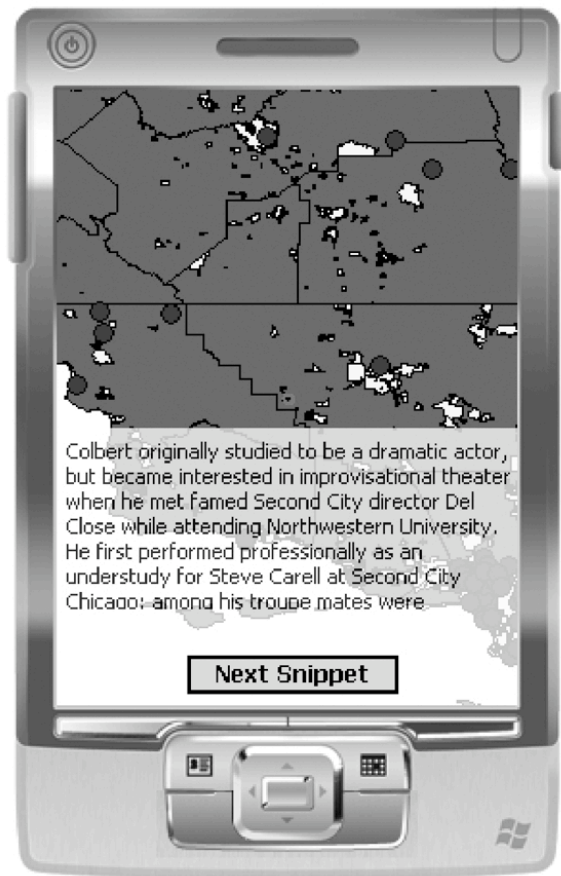 Colbert originally studied to be a dramatic actor,
but became interested in improvisational theater
when he met famed Second City director Del
Close while attending Northwestern University.
He first performed professionally as an
understudy for Steve Carell at Second City
Chicago; among his troupe mates were
Next Snippet